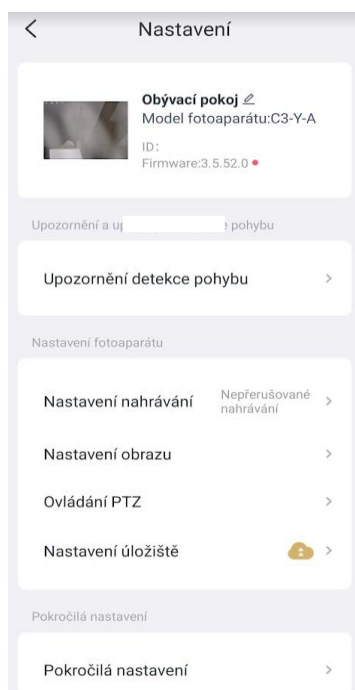 Nastavení
Obývací pokoj
Model fotoaparátu:C3-Y-A
ID:
Firmware:3.5.52.0
Upozornění a pohybu
Upozornění detekce pohybu
Nastavení fotoaparátu
Nastavení nahrávání
Nepřerušované
nahrávání
Nastavení obrazu
Ovládání PTZ
Nastavení úložiště
Pokročilá nastavení
Pokročilá nastavení